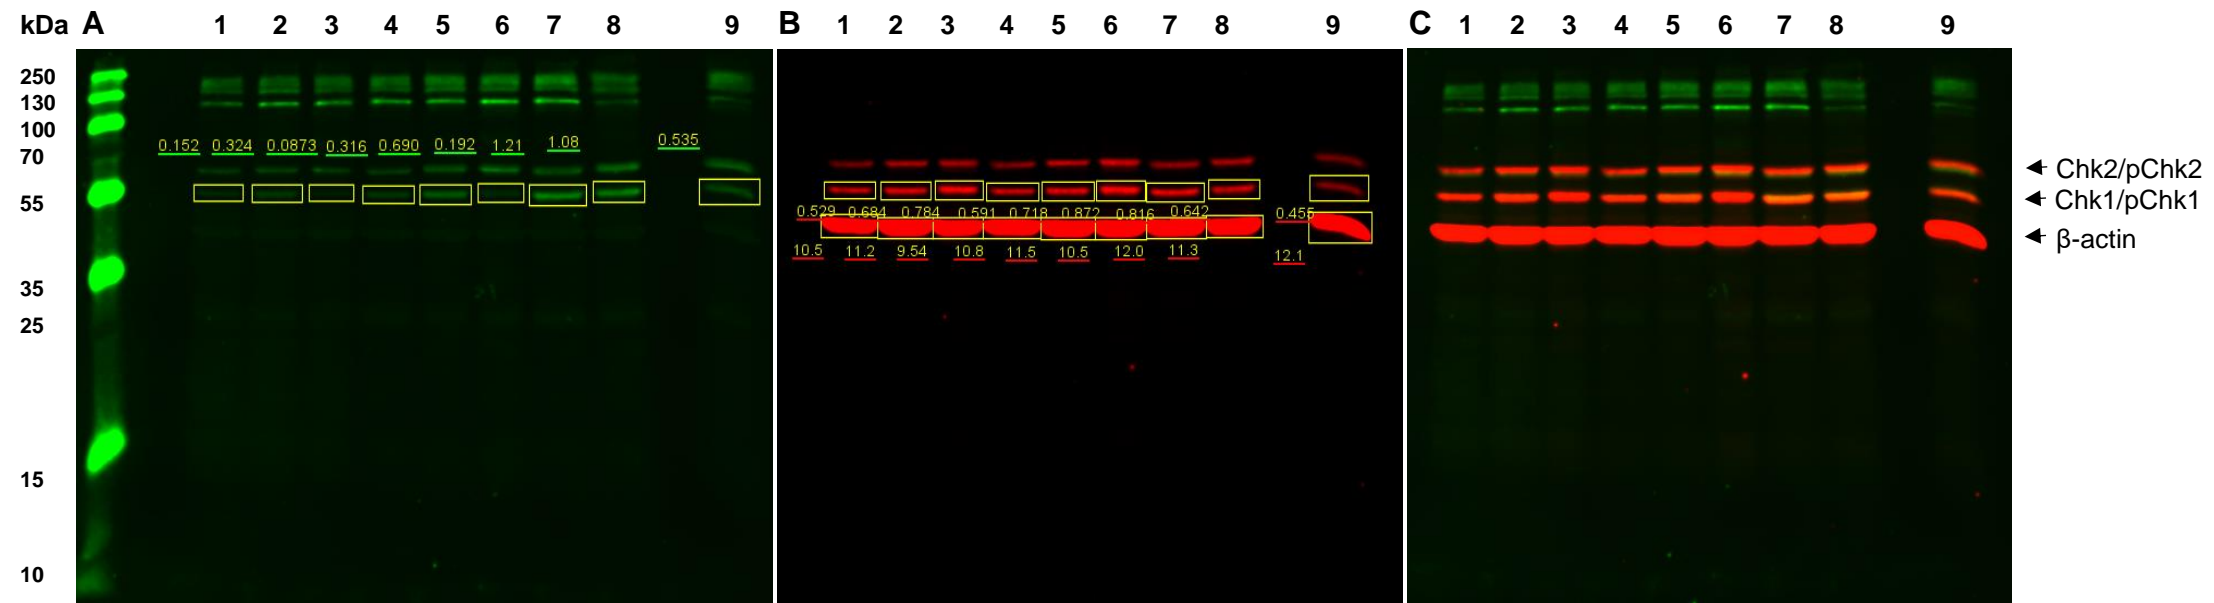 kDa A 1 2 3 4 5 6 7 8 9 B 1 2 3 4 5 6 7 8 9 C 1 2 3 4 5 6 7 8 9
250
130
100
70
55
35
25
15
10
0.152 0.324 0.0873 0.316 0.690 0.192 1.21 1.08 0.535
0.529 0.684 0.784 0.591 0.718 0.872 0.816 0.642 0.455
10.5 11.2 9.54 10.8 11.5 10.5 12.0 11.3 12.1
Chk2/pChk2
Chk1/pChk1
β-actin